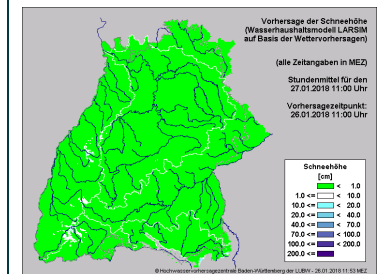 Vorhersage der Schneehöhe
(Wasserhaushaltsmodell LARSIM
auf Basis der Wettervorhersagen)
(alle Zeitangaben in MEZ)
Stundenmittel für den
27.01.2018 11:00 Uhr
Vorhersagezeitpunkt:
26.01.2018 11:00 Uhr
Schneehöhe
[cm]
< 1.0
1.0 <= < 10.0
10.0 <= < 20.0
20.0 <= < 40.0
40.0 <= < 70.0
70.0 <= < 100.0
100.0 <= < 200.0
200.0 <=
© Hochwasservorhersagezentrale Baden-Württemberg der LUBW - 26.01.2018 11:53 MEZ